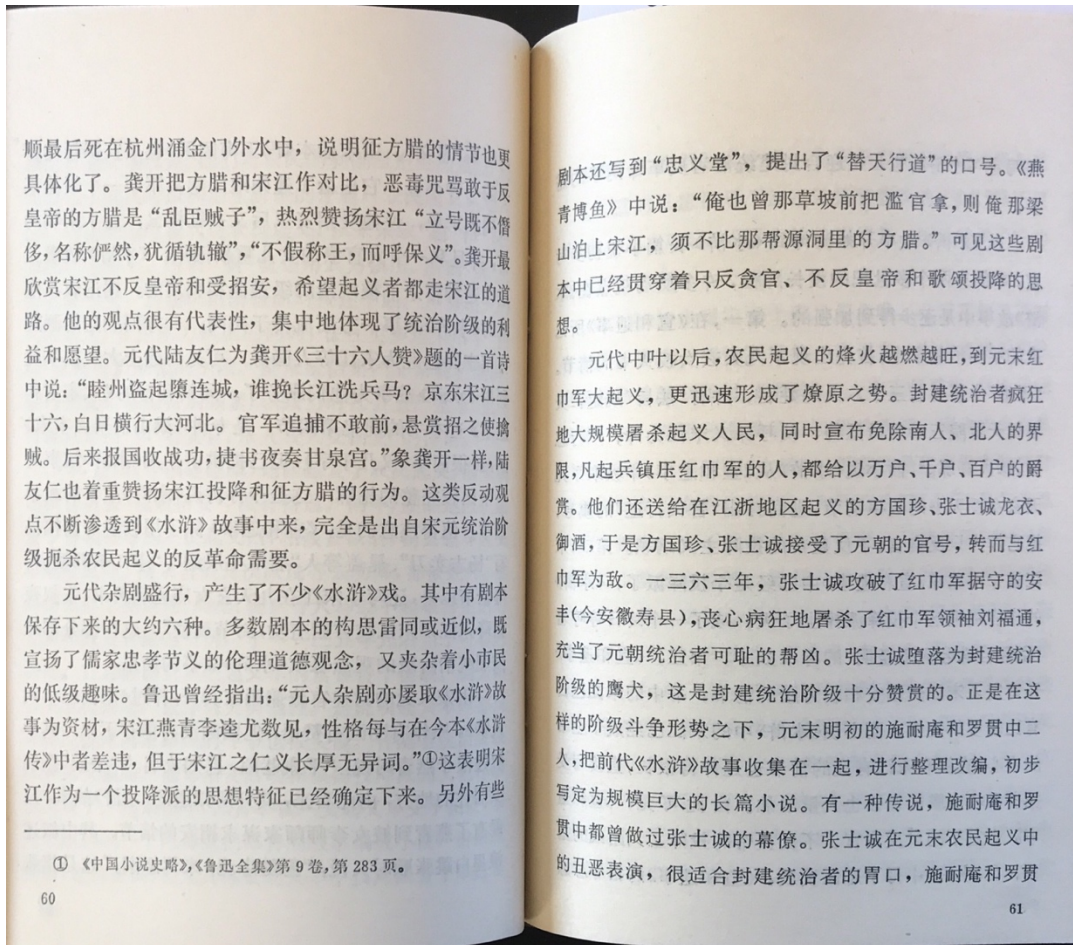 顺最后死在杭州涌金门外水中，说明征方腊的情节也更
具体化了。龚开把方腊和宋江作对比，恶毒咒骂敢于反
皇帝的方腊是“乱臣贼子”，热烈赞扬宋江“立号既不僭
侈，名称俨然，犹循轨辙”，“不假称王，而呼保义”。龚开最
欣赏宋江不反皇帝和受招安，希望起义者都走宋江的道
路。他的观点很有代表性，集中地体现了统治阶级的利
益和愿望。元代陆友仁为龚开《三十六人赞》题的一首诗
中说：“睦州盗起隳连城，谁挽长江洗兵马？京东宋江三
十六，白日横行大河北。官军追捕不敢前，悬赏招之使擒
贼。后来报国收战功，捷书夜奏甘泉宫。”象龚开一样，陆
友仁也着重赞扬宋江投降和征方腊的行为。这类反动观
点不断渗透到《水浒》故事中来，完全是出自宋元统治阶
级扼杀农民起义的反革命需要。
元代杂剧盛行，产生了不少《水浒》戏。其中有剧本
保存下来的大约六种。多数剧本的构思雷同或近似，既
宣扬了儒家忠孝节义的伦理道德观念，又夹杂着小市民
的低级趣味。鲁迅曾经指出：“元人杂剧亦屡取《水浒》故
事为资材，宋江燕青李逵尤数见，性格每与在今本《水浒
传》中者差违，但于宋江之仁义长厚无异词。”①这表明宋
江作为一个投降派的思想特征已经确定下来。另外有些
① 《中国小说史略》，《鲁迅全集》第9卷，第283页。
60
剧本还写到“忠义堂”，提出了“替天行道”的口号。《燕
青博鱼》中说：“俺也曾那草坡前把滥官拿，则俺那梁
山泊上宋江，须不比那帮源洞里的方腊。”可见这些剧
本中已经贯穿着只反贪官，不反皇帝和歌颂投降的思
想。
元代中叶以后，农民起义的烽火越燃越旺，到元末红
巾军大起义，更迅速形成了燎原之势。封建统治者疯狂
地大规模屠杀起义人民，同时宣布免除南人、北人的界
限，凡起兵镇压红巾军的人，都给以万户、千户、百户的爵
赏。他们还送给在江浙地区起义的方国珍、张士诚龙衣、
御酒，于是方国珍、张士诚接受了元朝的官号，转而与红
巾军为敌。一三六三年，张士诚攻破了红巾军据守的安
丰（今安徽寿县），丧心病狂地屠杀了红巾军领袖刘福通，
充当了元朝统治者可耻的帮凶。张士诚堕落为封建统治
阶级的鹰犬，这是封建统治阶级十分赞赏的。正是在这
样的阶级斗争形势之下，元末明初的施耐庵和罗贯中二
人，把前代《水浒》故事收集在一起，进行整理改编，初步
写定为规模巨大的长篇小说。有一种传说，施耐庵和罗
贯中都曾做过张士诚的幕僚。张士诚在元末农民起义中
的丑恶表演，很适合封建统治者的胃口，施耐庵和罗贯
61